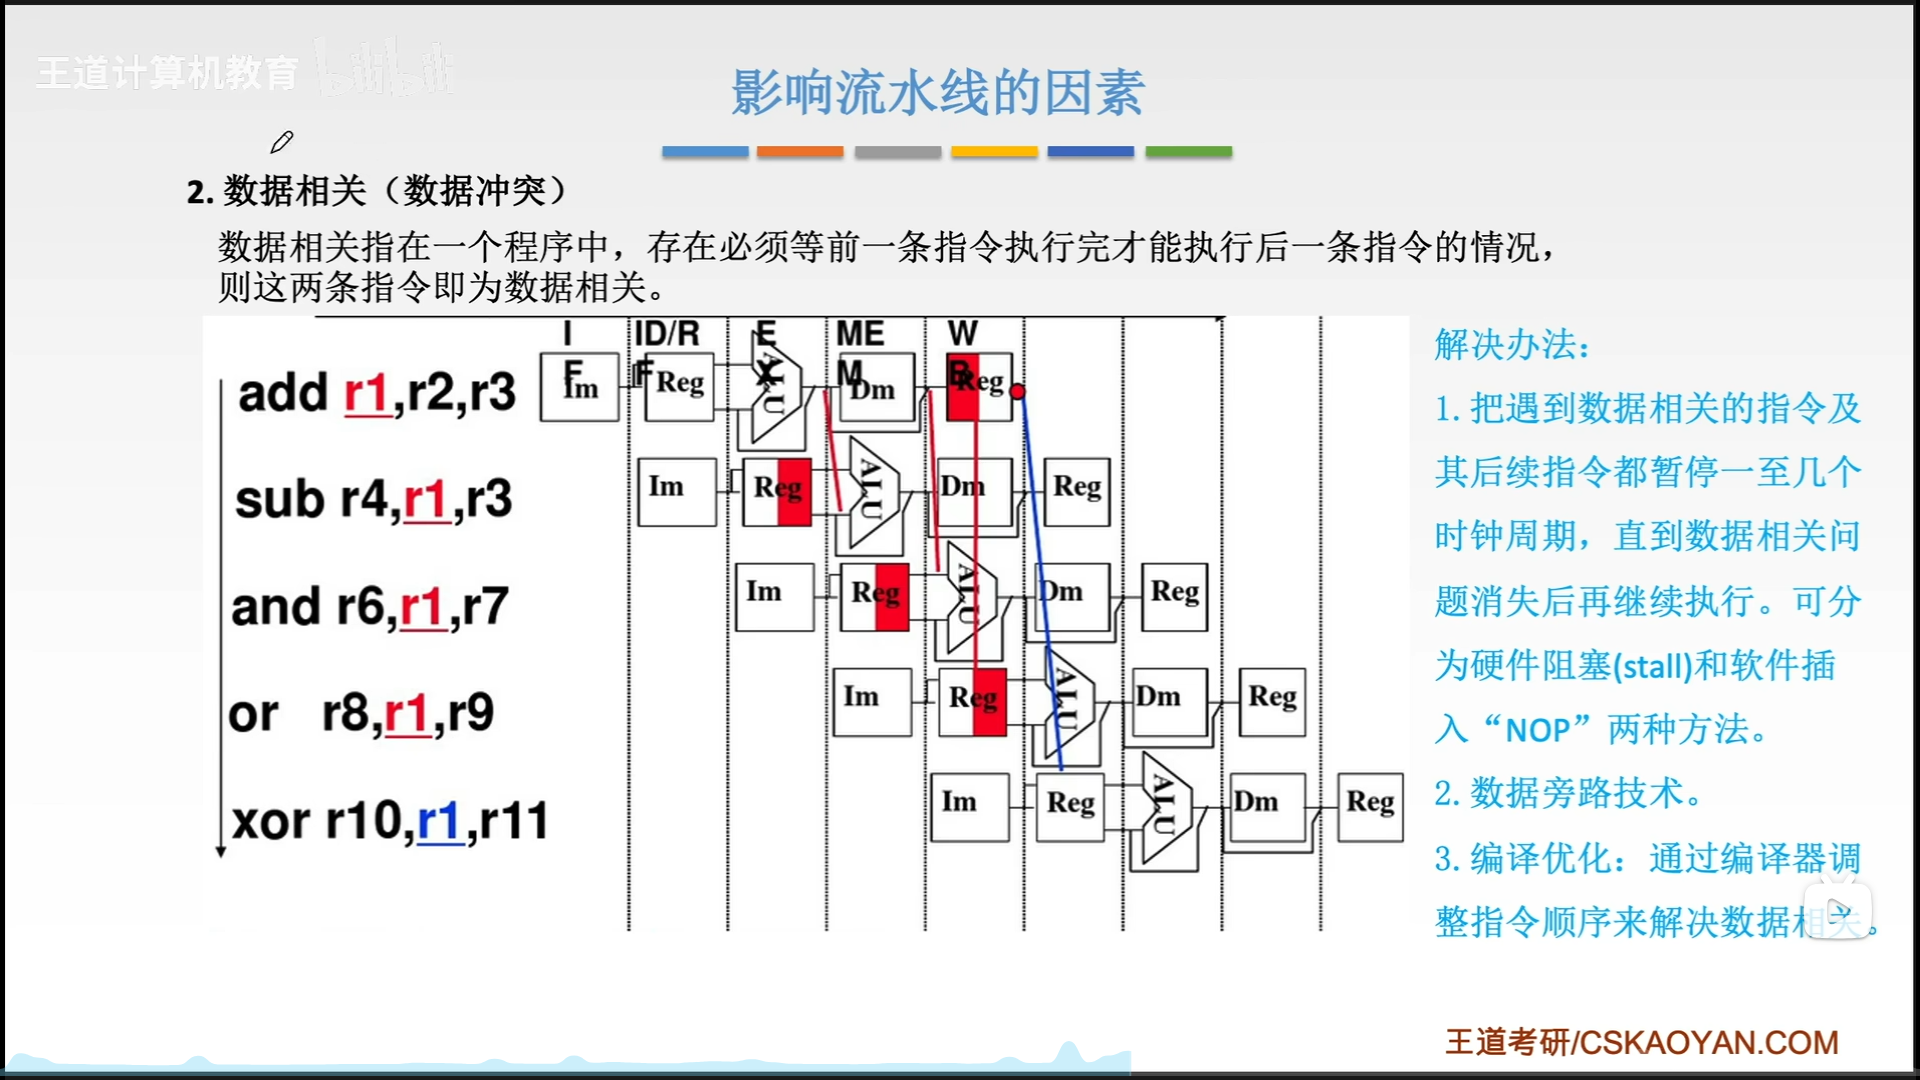 王道计算机教育 bilibili
影响流水线的因素
2. 数据相关（数据冲突）
数据相关指在一个程序中，存在必须等前一条指令执行完才能执行后一条指令的情况，
则这两条指令即为数据相关。
IF ID/RF EX MEM WB
add r1,r2,r3 Im Reg ALU Dm Reg
sub r4,r1,r3 Im Reg ALU Dm Reg
and r6,r1,r7 Im Reg ALU Dm Reg
or r8,r1,r9 Im Reg ALU Dm Reg
xor r10,r1,r11 Im Reg ALU Dm Reg
解决办法：
1. 把遇到数据相关的指令及
其后续指令都暂停一至几个
时钟周期，直到数据相关问
题消失后再继续执行。可分
为硬件阻塞(stall)和软件插
入“NOP”两种方法。
2. 数据旁路技术。
3. 编译优化：通过编译器调
整指令顺序来解决数据相关。
王道考研/CSKAOYAN.COM